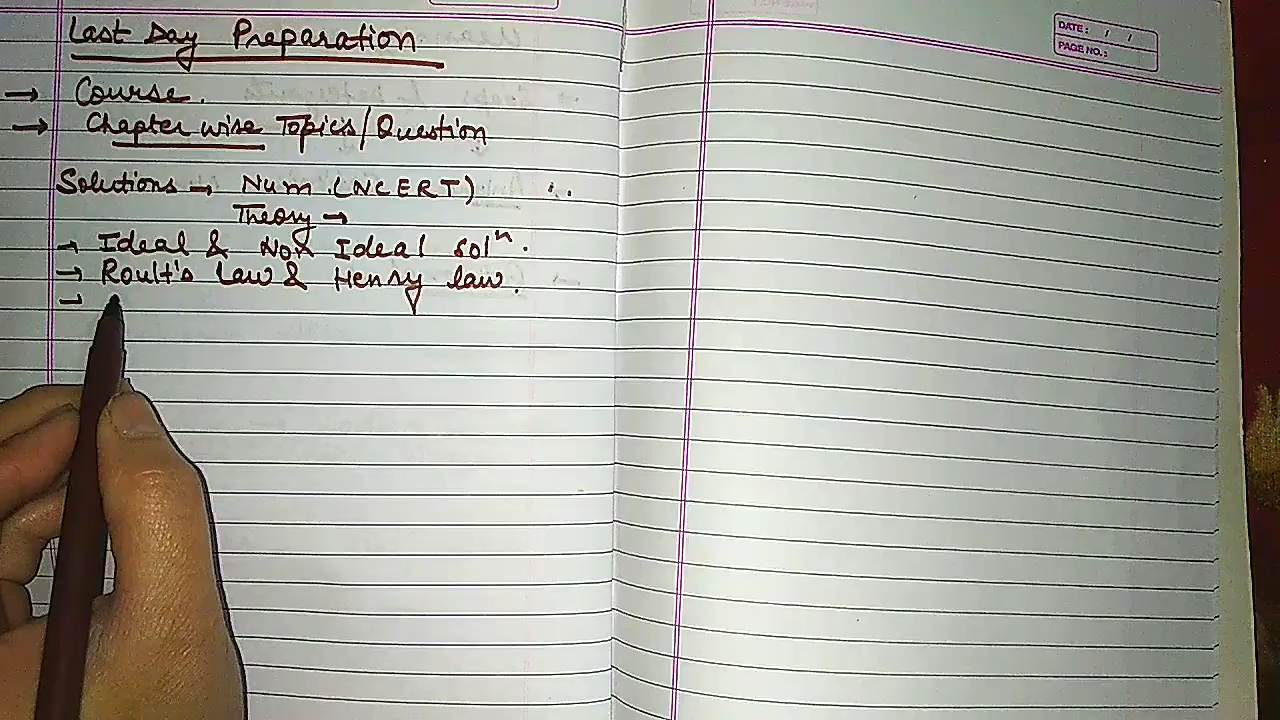 Last Day Preparation
→ Course.
→ Chapter wise Topics/Question
Solutions → Num (NCERT)
Theory →
→ Ideal & Non Ideal solⁿ.
→ Roult's Law & Henry law.
→
DATE: / /
PAGE NO.: